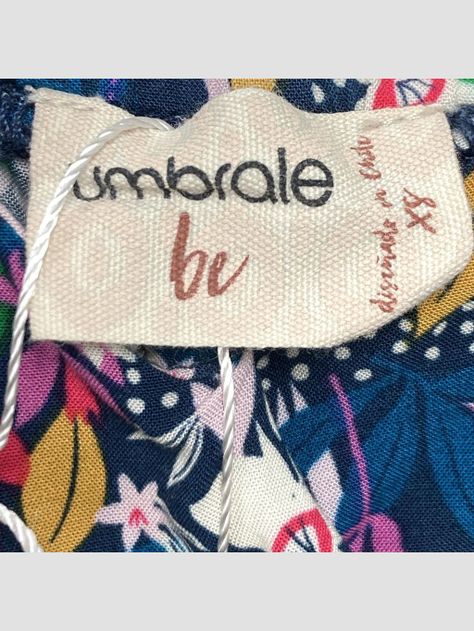 umbrale
be
diseñado en Chile
XS